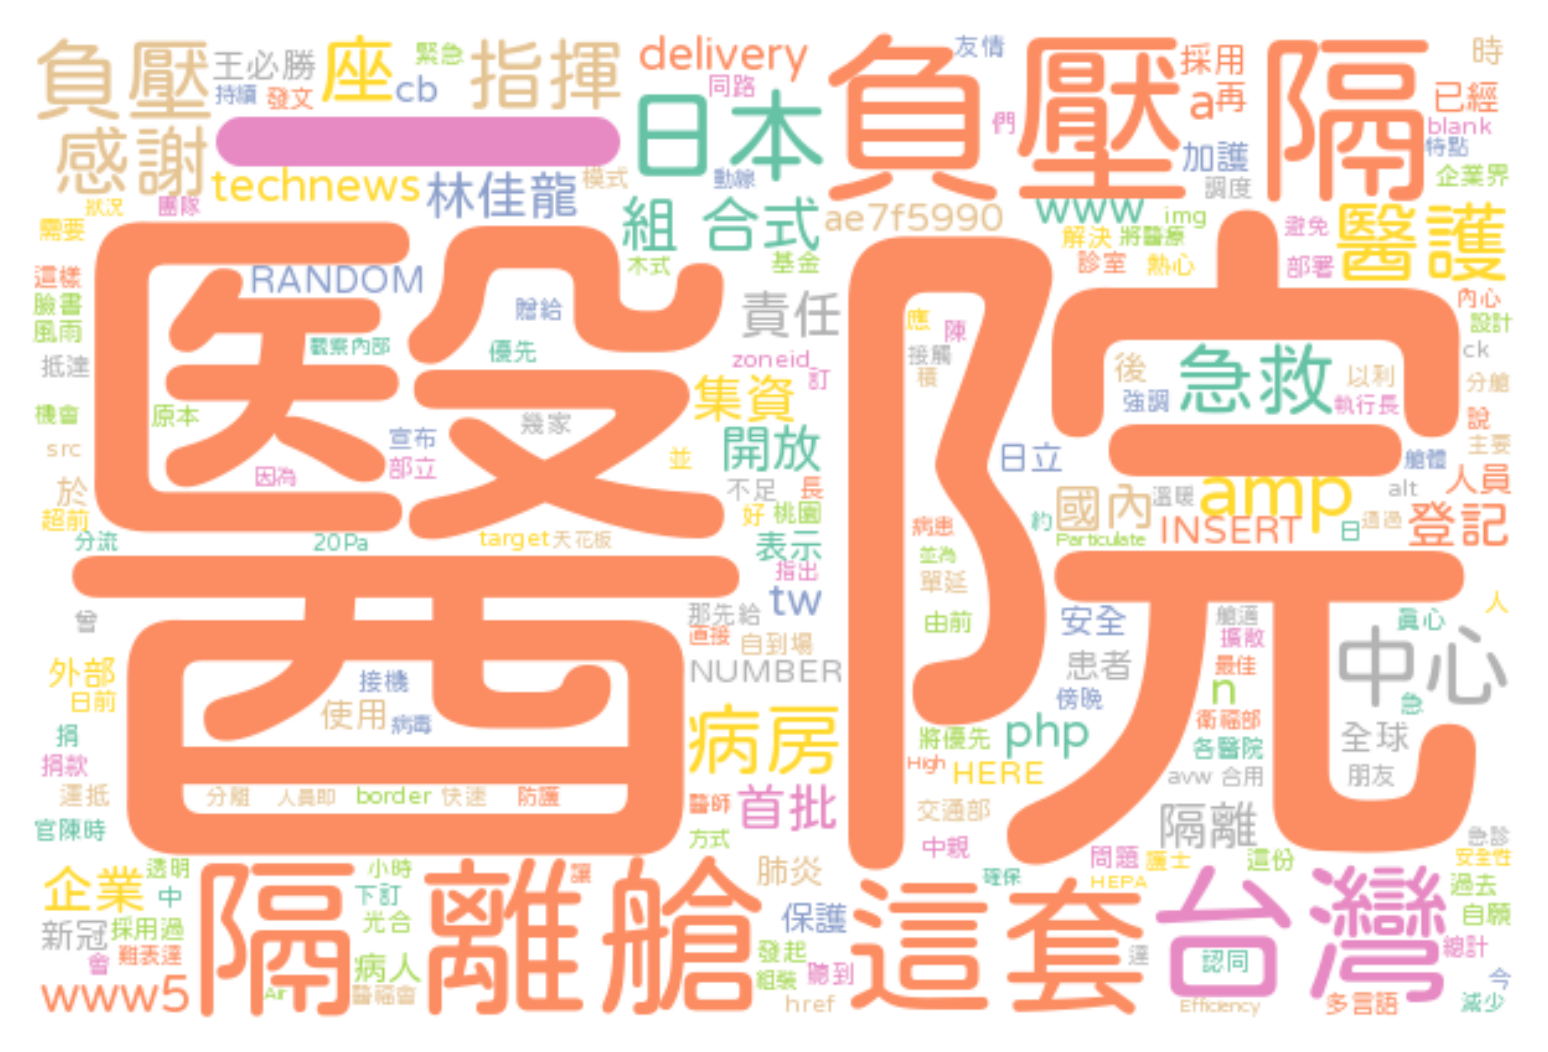 負壓
王必勝
座
緊急
指揮
delivery
持續
發文
cb
同路
友情
負壓隔
採用
時
a
再
已經
blank
感謝
一
日本
們
加護
特點
technews
林佳龍
模式
動線
調度
企業界
狀況
團隊
組合式
ae7f5990
www
img
需要
解決
將醫療
避免
醫護
木式
基金
診室
熱心
部署
這樣
RANDOM
醫院
內心
臉書
贈給
責任
應
陳
設計
風雨
觀察內部
優先
zoneid
接觸
後
急救
ck
抵達
訂
積
以利
分艙
集資
強調
執行長
機會
原本
幾家
說
src
宣布
開放
日立
主要
因為
部立
並
艙體
於
不足
長
國內
溫暖
amp
alt
人員
超前
好
桃園
病患
約
INSERT
日
通過
登記
分流
20Pa
target
天花板
表示
並為
Particulate
指出
單延
曾
那先給
tw
由前
安全
艙適
真心
人
直接
自到場
擴散
外部
接機
NUMBER
患者
最佳
中心
日前
使用
病毒
傍晚
n
急
捐
病房
將優先
php
衛福部
全球
捐款
High
HERE
各醫院
avw
合用
朋友
運抵
分離
人員即
border
快速
防護
醫師
首批
交通部
隔離
官陳時
方式
中親
急診
企業
透明
隔離艙
小時
讓
肺炎
確保
問題
護士
這份
安全性
中
下訂
HEPA
台灣
過去
新冠
採用過
光合
保護
這套
自願
會
難表達
病人
發起
聽到
達
認同
總計
www5
Air
醫福會
組裝
href
Efficiency
多言語
今
減少